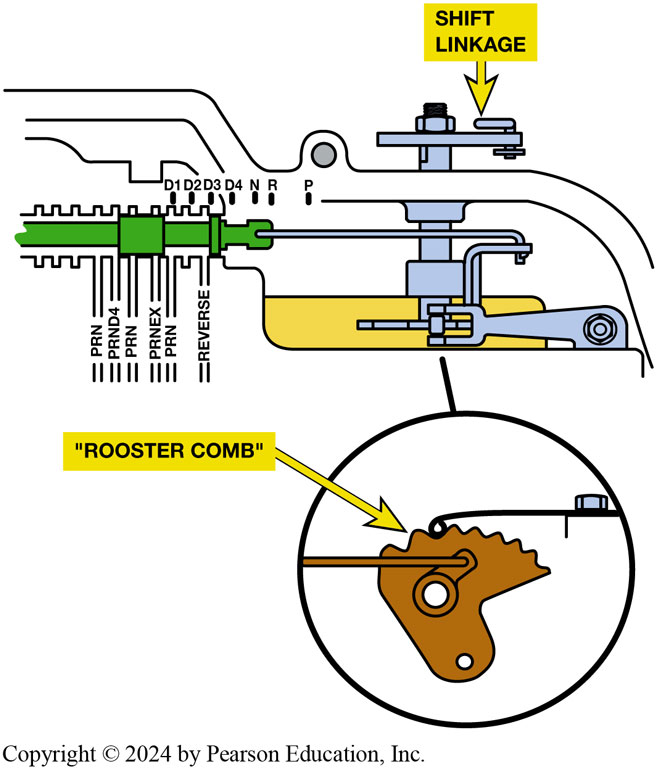 SHIFT
LINKAGE
D1 D2 D3 D4 N R P
PRN
PRND4
PRN
PRNEX
PRN
REVERSE
"ROOSTER COMB"
Copyright © 2024 by Pearson Education, Inc.